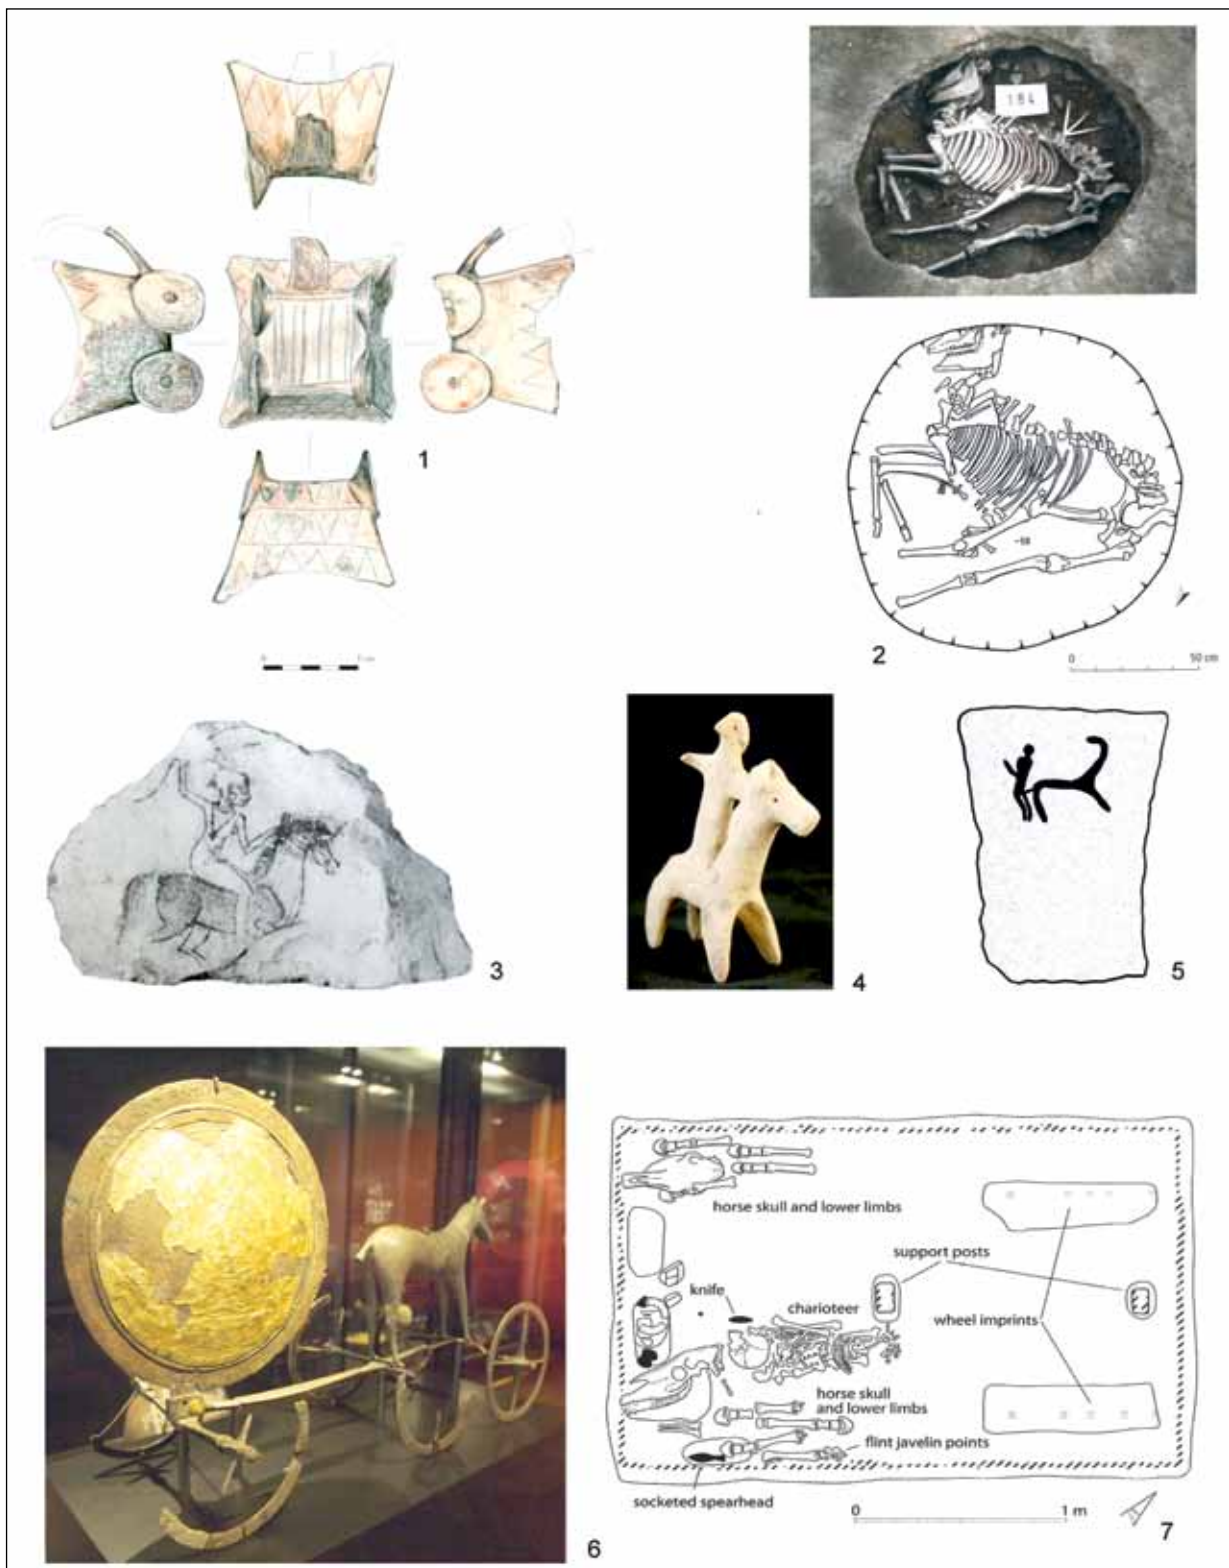 184
1
2
0 50 cm
3
4
5
6
horse skull and lower limbs
support posts
knife
charioteer
wheel imprints
horse skull
and lower limbs
flint javelin points
socketed spearhead
0 1 m
7